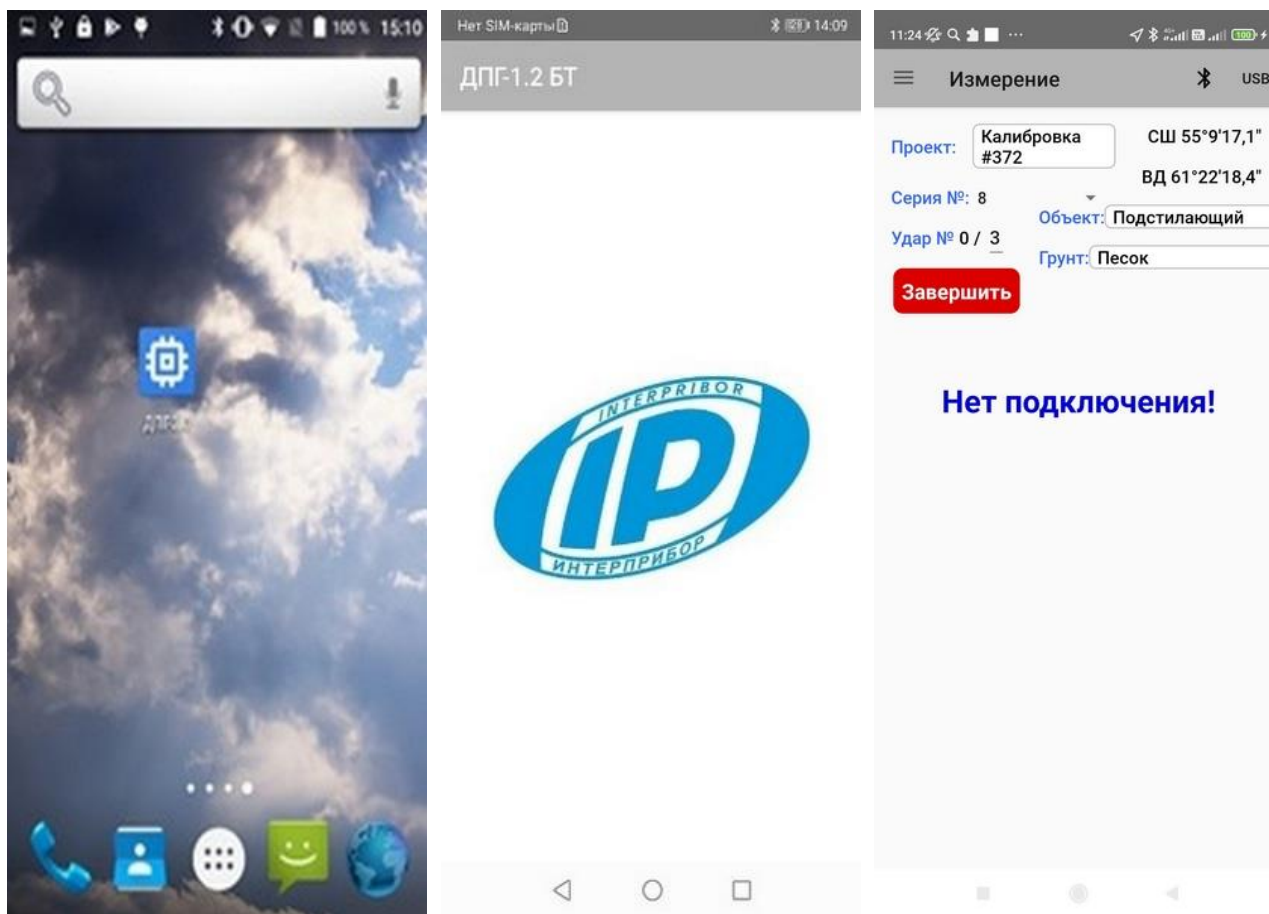 100 % 15:10
Нет SIM-карты
14:09
ДПГ-1.2 БТ
INTERPRIBOR
IP
ИНТЕРПРИБОР
11:24
100
Измерение
USB
Проект:
Калибровка
#372
СШ 55°9'17,1"
ВД 61°22'18,4"
Серия №: 8
Объект: Подстилающий
Удар № 0 / 3
Грунт: Песок
Завершить
Нет подключения!